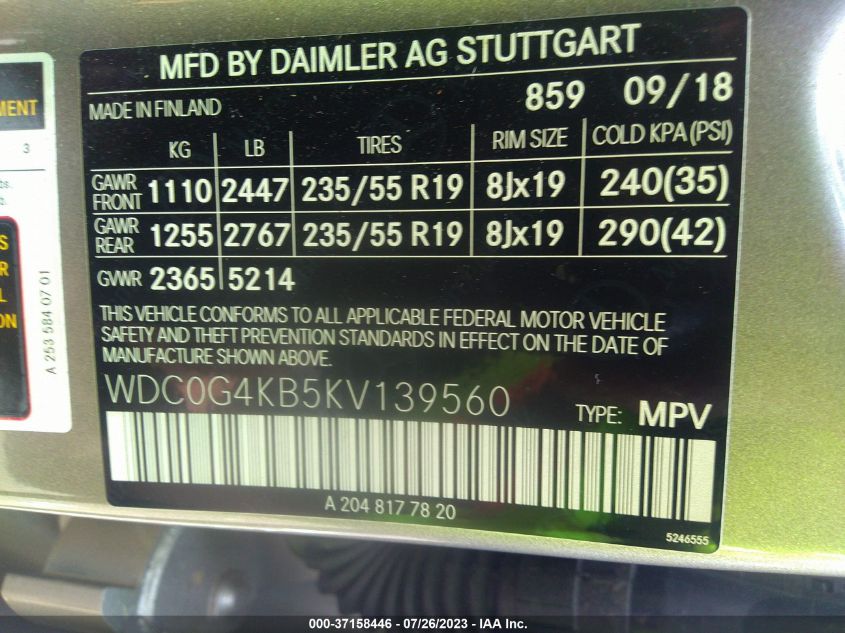 MFD BY DAIMLER AG STUTTGART
MADE IN FINLAND 859 09/18
KG LB TIRES RIM SIZE COLD KPA (PSI)
GAWR FRONT 1110 2447 235/55 R19 8Jx19 240(35)
GAWR REAR 1255 2767 235/55 R19 8Jx19 290(42)
GVWR 2365 5214
THIS VEHICLE CONFORMS TO ALL APPLICABLE FEDERAL MOTOR VEHICLE
SAFETY AND THEFT PREVENTION STANDARDS IN EFFECT ON THE DATE OF
MANUFACTURE SHOWN ABOVE.
WDC0G4KB5KV139560 TYPE: MPV
A 204 817 78 20
5246555
3
A 253 584 07 01
000-37158446 - 07/26/2023 - IAA Inc.